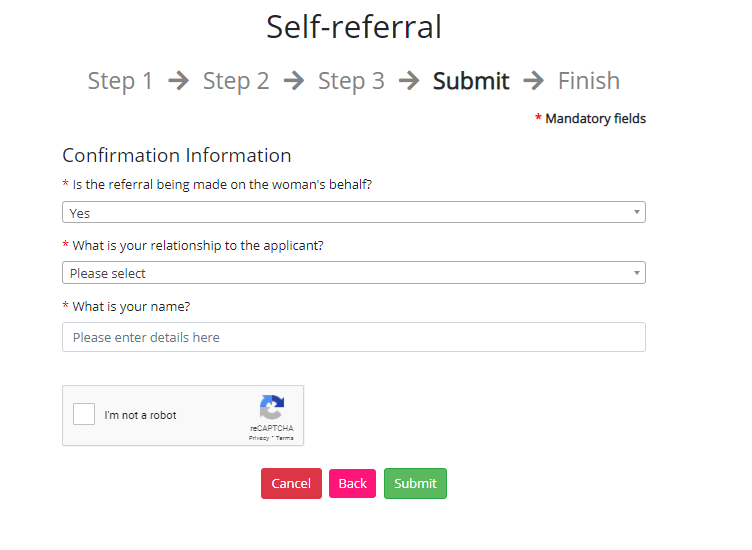 Self-referral
Step 1 → Step 2 → Step 3 → Submit → Finish
* Mandatory fields
Confirmation Information
* Is the referral being made on the woman's behalf?
Yes
* What is your relationship to the applicant?
Please select
* What is your name?
Please enter details here
I'm not a robot
reCAPTCHA
Privacy - Terms
Cancel Back Submit